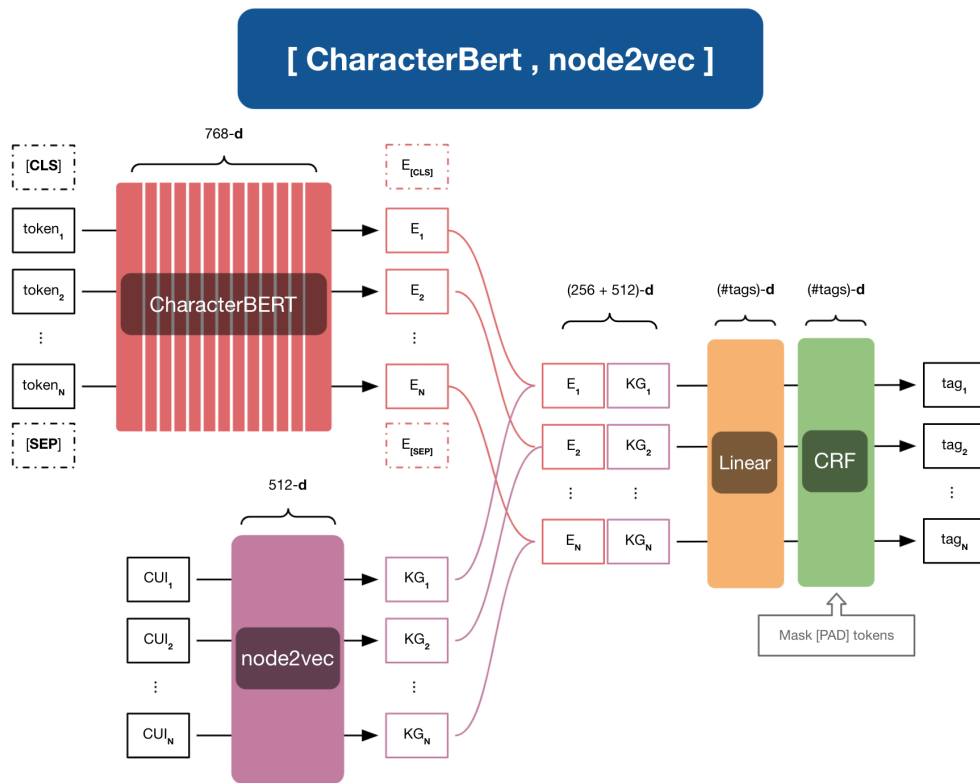 [ CharacterBert , node2vec ]
768-d
[CLS]
E[CLS]
token1
E1
token2
E2
CharacterBERT
⋮
⋮
tokenN
EN
[SEP]
E[SEP]
(256 + 512)-d
(#tags)-d
(#tags)-d
E1
KG1
tag1
E2
KG2
Linear
CRF
tag2
⋮
⋮
⋮
EN
KGN
tagN
Mask [PAD] tokens
512-d
CUI1
KG1
CUI2
KG2
node2vec
⋮
⋮
CUIN
KGN